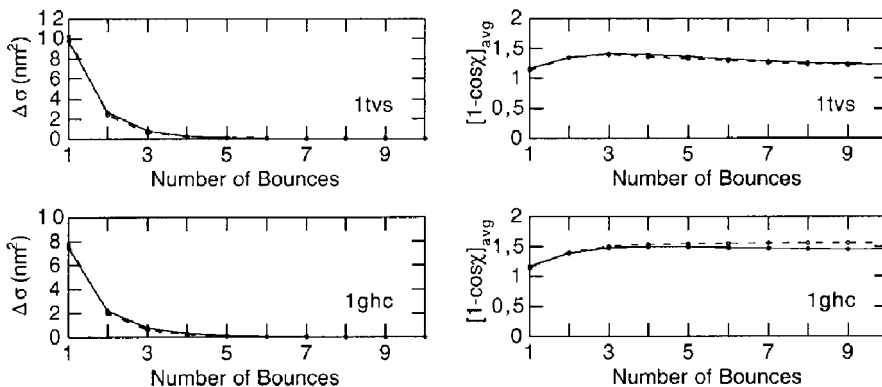 Δσ (nm²)
10
8
6
4
2
0
1tvs
1 3 5 7 9
Number of Bounces
[1-cosχ]avg
2
1,5
1
0,5
0
1tvs
1 3 5 7 9
Number of Bounces
Δσ (nm²)
10
8
6
4
2
0
1ghc
1 3 5 7 9
Number of Bounces
[1-cosχ]avg
2
1,5
1
0,5
0
1ghc
1 3 5 7 9
Number of Bounces